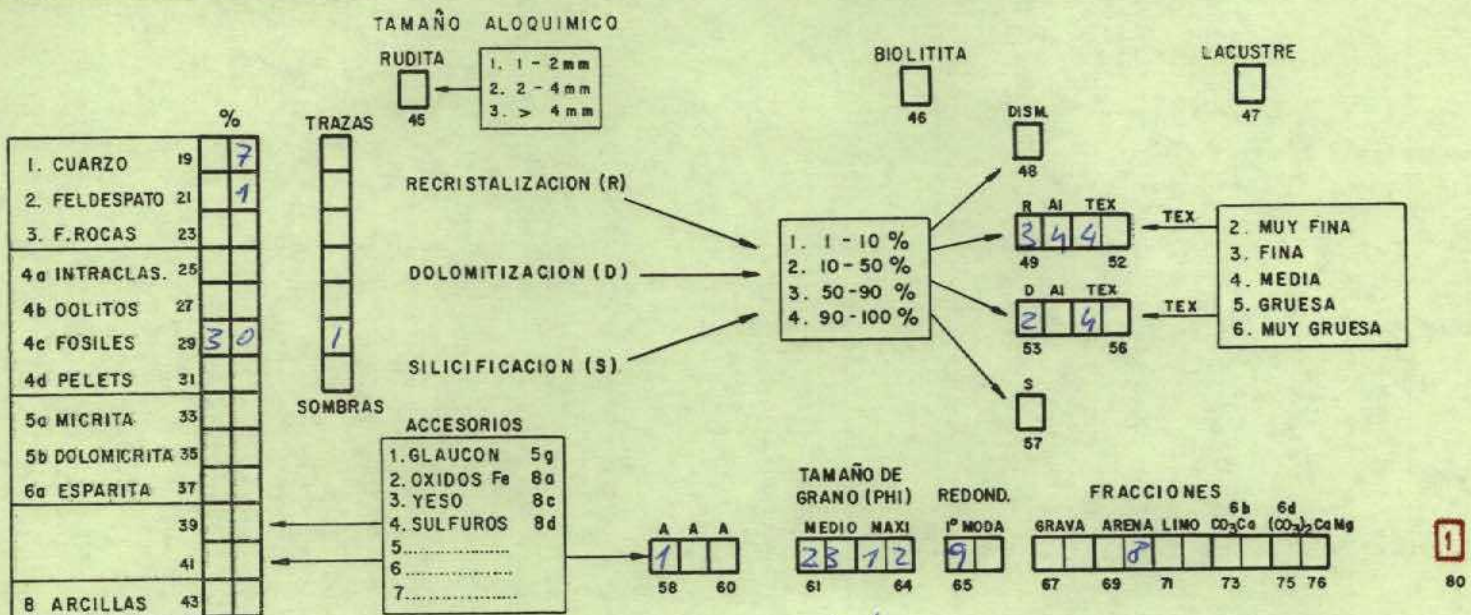 TAMAÑO ALOQUIMICO
RUDITA
45
1. 1 - 2 mm
2. 2 - 4 mm
3. > 4 mm
BIOLITITA
46
LACUSTRE
47
%
1. CUARZO 19 7
2. FELDESPATO 21 1
3. F.ROCAS 23
4a INTRACLAS. 25
4b OOLITOS 27
4c FOSILES 29 3 0
4d PELETS 31
5a MICRITA 33
5b DOLOMICRITA 35
6a ESPARITA 37
39
41
8 ARCILLAS 43
TRAZAS
1
SOMBRAS
RECRISTALIZACION (R)
DOLOMITIZACION (D)
SILICIFICACION (S)
1. 1 - 10 %
2. 10 - 50 %
3. 50 - 90 %
4. 90 - 100 %
DISM.
48
R AI TEX
3 4 4
49 52
D AI TEX
2 4
53 56
S
57
TEX
TEX
2. MUY FINA
3. FINA
4. MEDIA
5. GRUESA
6. MUY GRUESA
ACCESORIOS
1. GLAUCON 5g
2. OXIDOS Fe 8a
3. YESO 8c
4. SULFUROS 8d
5..................
6..................
7..................
A A A
1
58 60
TAMAÑO DE
GRANO (PHI)
MEDIO MAXI
2 3 1 2
61 64
REDOND.
1º MODA
9
65
FRACCIONES
6b 6d
GRAVA ARENA LIMO CO3Ca (CO3)2CaMg
8
67 69 71 73 75 76
1
80